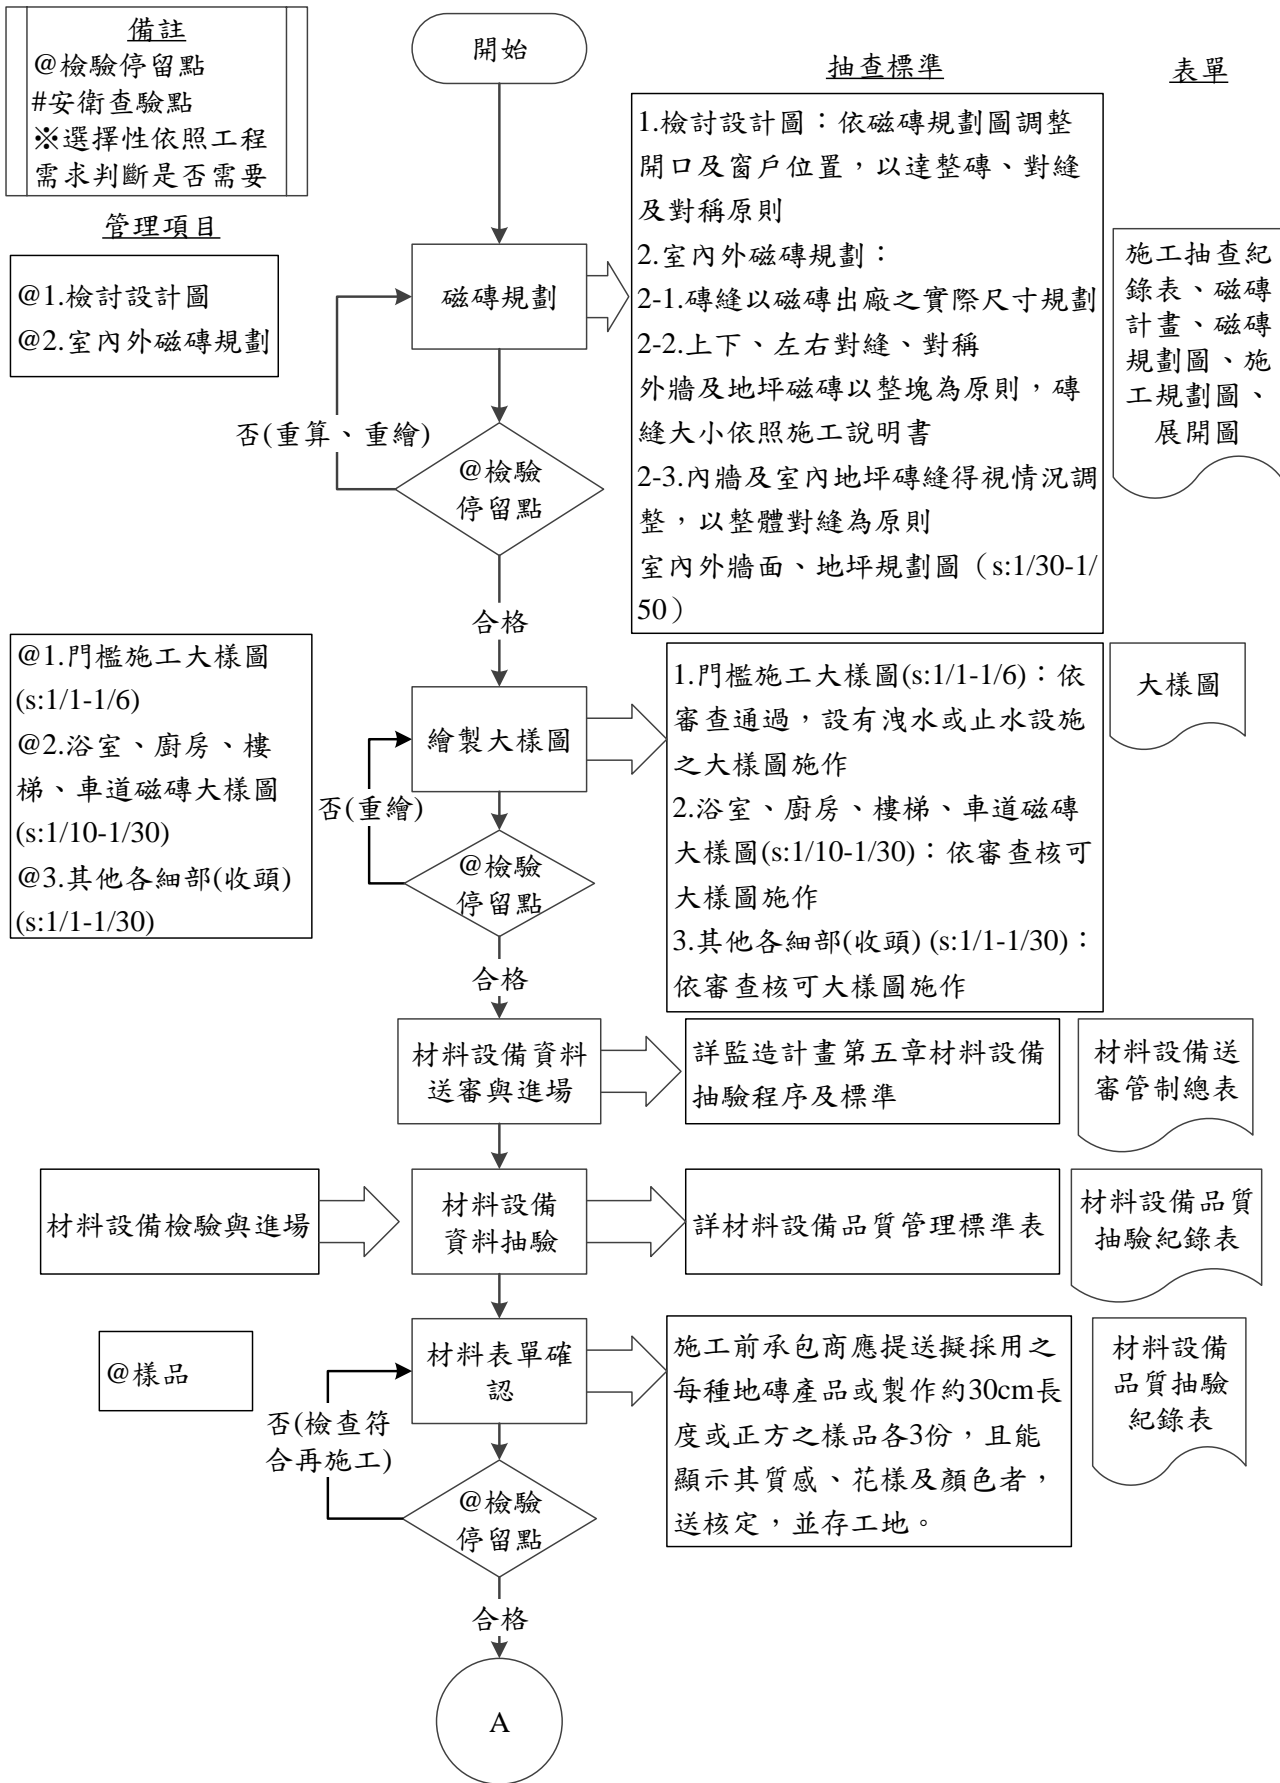 備註
@檢驗停留點
#安衛查驗點
※選擇性依照工程
需求判斷是否需要
開始
抽查標準
表單
管理項目
@1.檢討設計圖
@2.室內外磁磚規劃
磁磚規劃
1.檢討設計圖：依磁磚規劃圖調整
開口及窗戶位置，以達整磚、對縫
及對稱原則
2.室內外磁磚規劃：
2-1.磚縫以磁磚出廠之實際尺寸規劃
2-2.上下、左右對縫、對稱
外牆及地坪磁磚以整塊為原則，磚
縫大小依照施工說明書
2-3.內牆及室內地坪磚縫得視情況調
整，以整體對縫為原則
室內外牆面、地坪規劃圖（s:1/30-1/
50）
施工抽查紀
錄表、磁磚
計畫、磁磚
規劃圖、施
工規劃圖、
展開圖
否(重算、重繪)
@檢驗
停留點
合格
@1.門檻施工大樣圖
(s:1/1-1/6)
@2.浴室、廚房、樓
梯、車道磁磚大樣圖
(s:1/10-1/30)
@3.其他各細部(收頭)
(s:1/1-1/30)
繪製大樣圖
1.門檻施工大樣圖(s:1/1-1/6)：依
審查通過，設有洩水或止水設施
之大樣圖施作
2.浴室、廚房、樓梯、車道磁磚
大樣圖(s:1/10-1/30)：依審查核可
大樣圖施作
3.其他各細部(收頭) (s:1/1-1/30)：
依審查核可大樣圖施作
大樣圖
否(重繪)
@檢驗
停留點
合格
材料設備資料
送審與進場
詳監造計畫第五章材料設備
抽驗程序及標準
材料設備送
審管制總表
材料設備檢驗與進場
材料設備
資料抽驗
詳材料設備品質管理標準表
材料設備品質
抽驗紀錄表
@樣品
材料表單確
認
施工前承包商應提送擬採用之
每種地磚產品或製作約30cm長
度或正方之樣品各3份，且能
顯示其質感、花樣及顏色者，
送核定，並存工地。
材料設備
品質抽驗
紀錄表
否(檢查符
合再施工)
@檢驗
停留點
合格
A